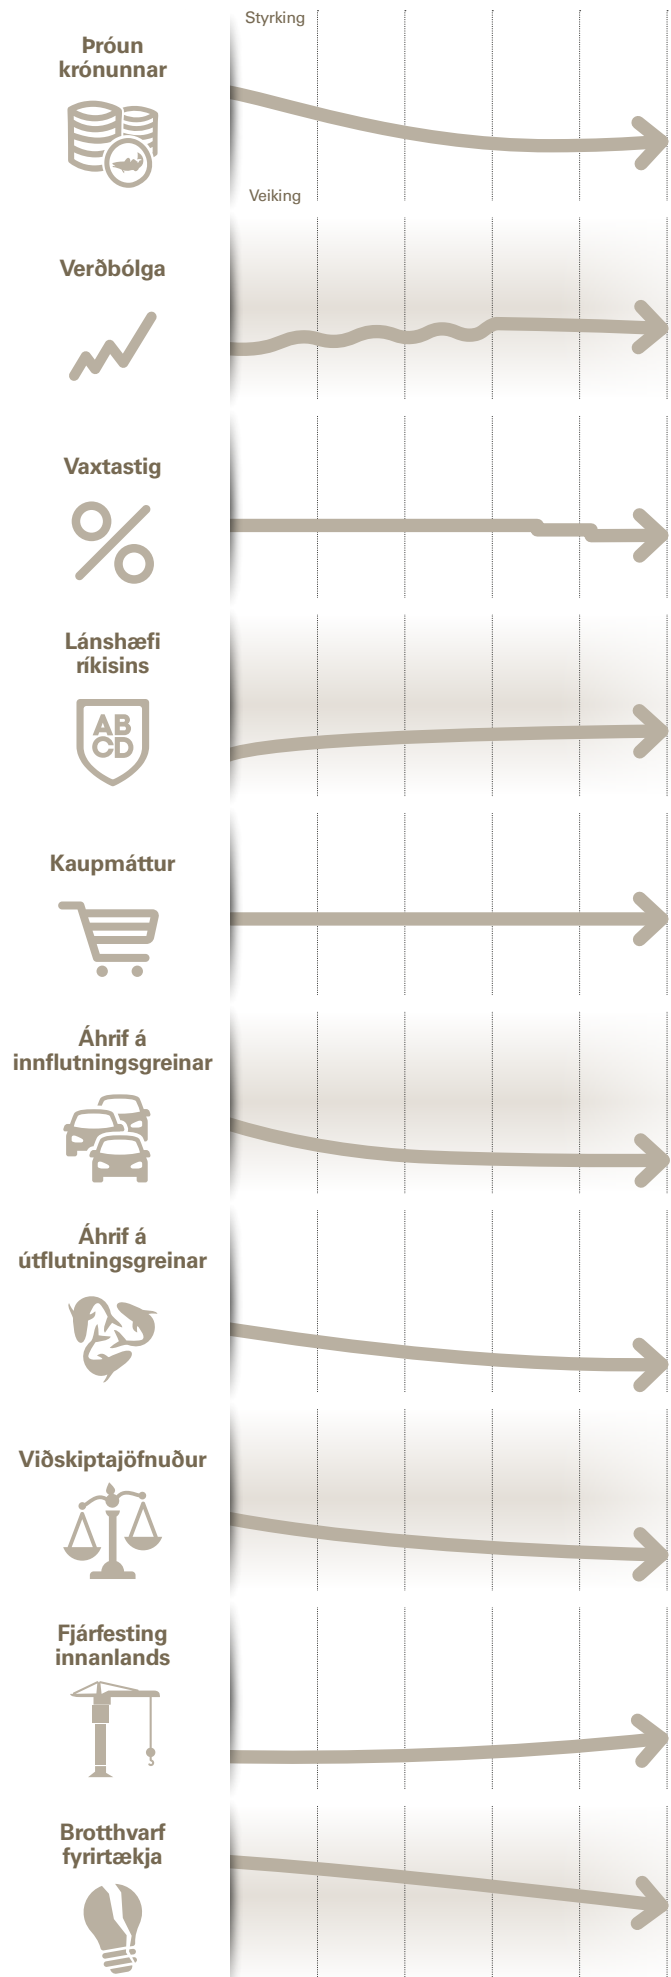 Styrking
Þróun
krónunnar
Veiking
Verðbólga
Vaxtastig
Lánshæfi
ríkisins
AB
CD
Kaupmáttur
Áhrif á
innflutningsgreinar
Áhrif á
útflutningsgreinar
Viðskiptajöfnuður
Fjárfesting
innanlands
Brotthvarf
fyrirtækja